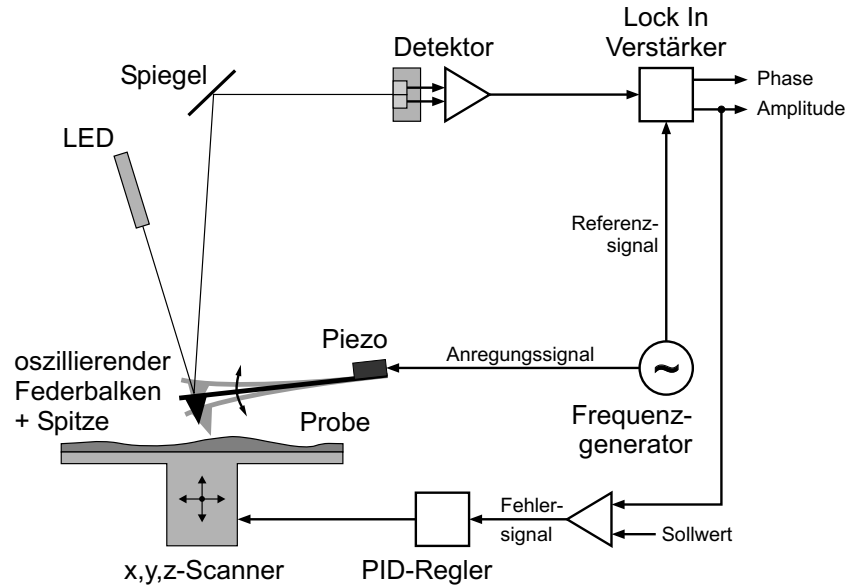 Lock In
Verstärker
Detektor
Spiegel
Phase
Amplitude
LED
Referenz-
signal
Piezo
Anregungssignal
~
oszillierender
Federbalken
+ Spitze
Probe
Frequenz-
generator
Fehler-
signal
Sollwert
x,y,z-Scanner
PID-Regler